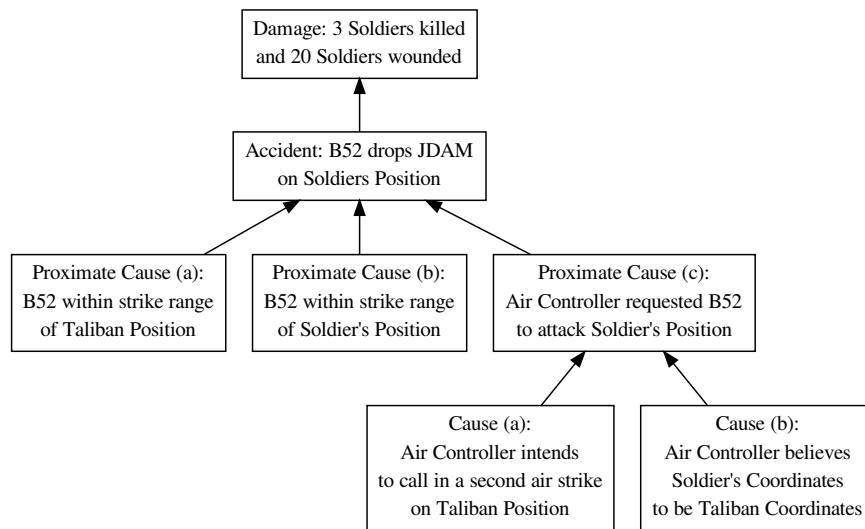 Damage: 3 Soldiers killed
and 20 Soldiers wounded
Accident: B52 drops JDAM
on Soldiers Position
Proximate Cause (a):
B52 within strike range
of Taliban Position
Proximate Cause (b):
B52 within strike range
of Soldier's Position
Proximate Cause (c):
Air Controller requested B52
to attack Soldier's Position
Cause (a):
Air Controller intends
to call in a second air strike
on Taliban Position
Cause (b):
Air Controller believes
Soldier's Coordinates
to be Taliban Coordinates